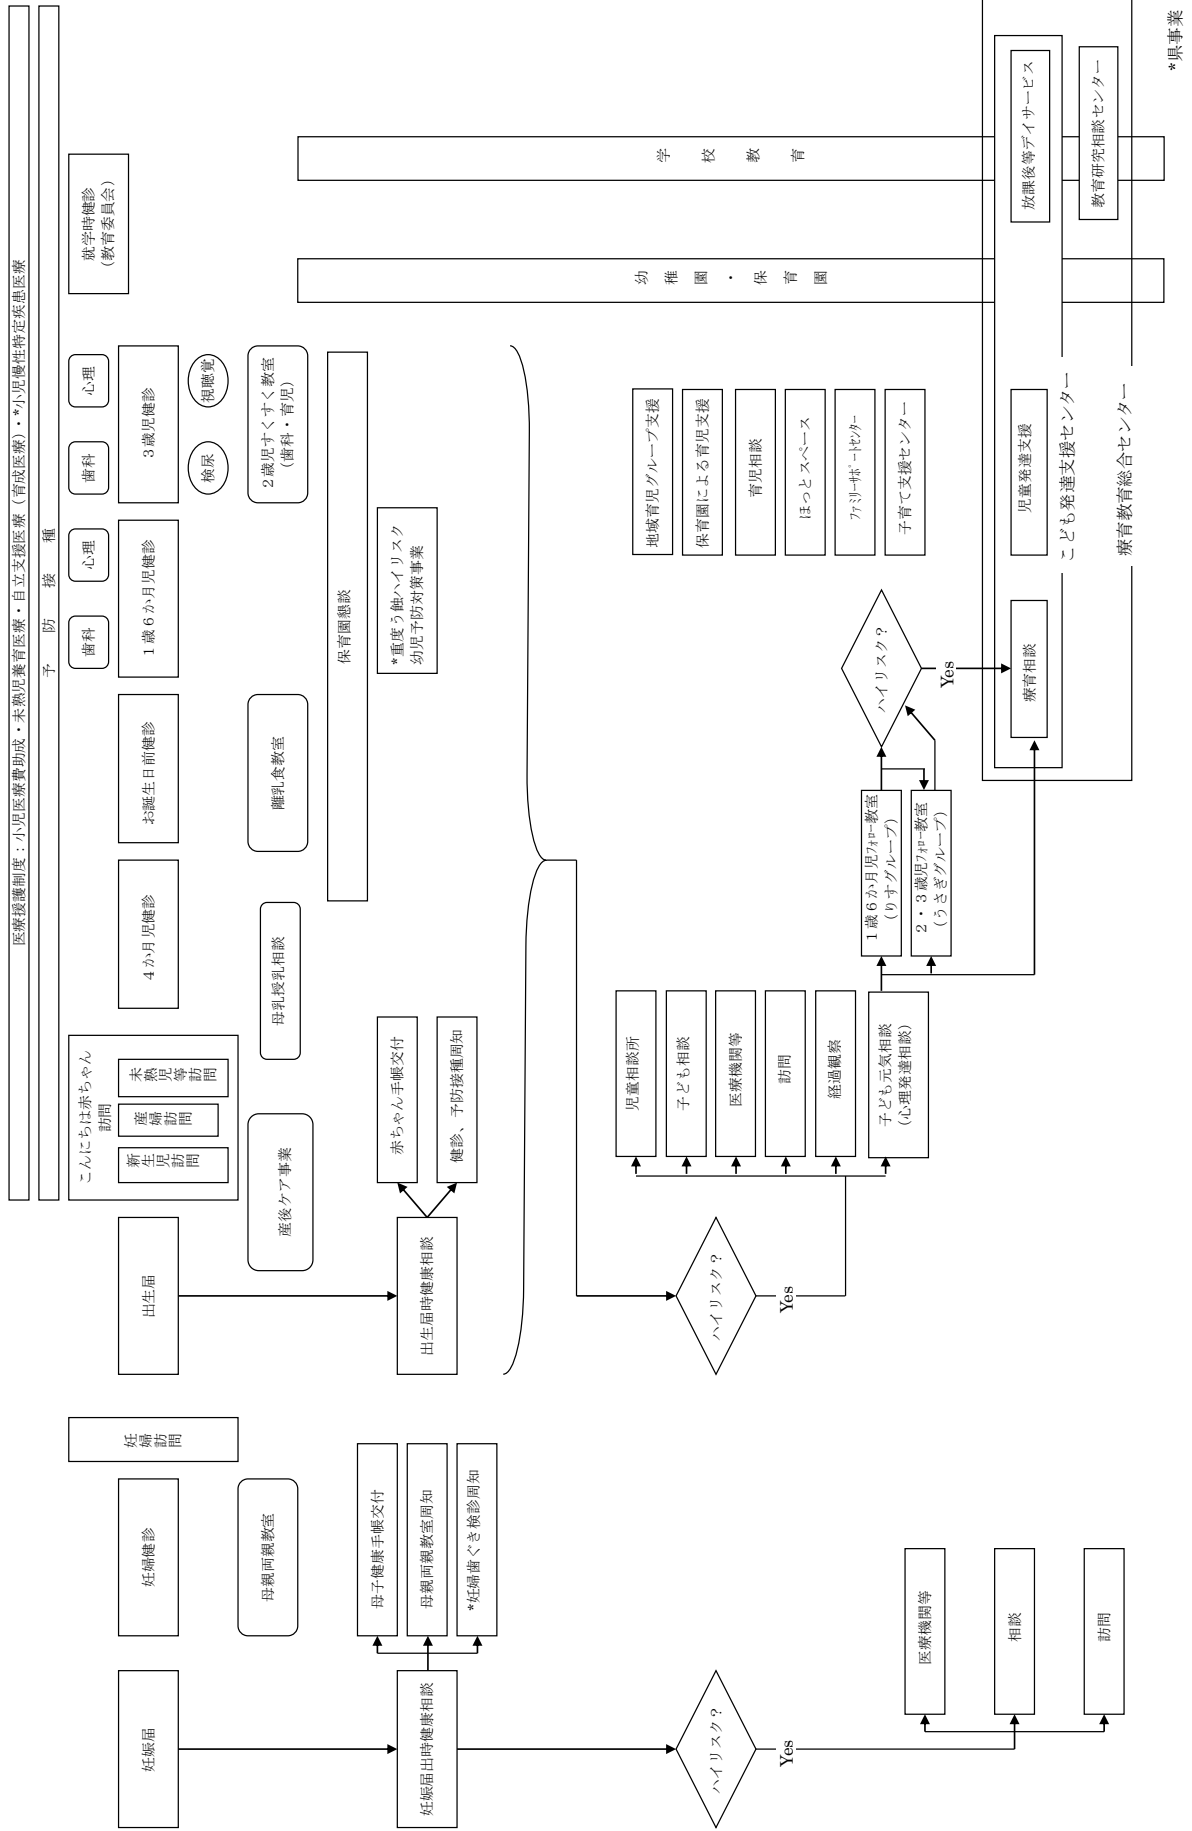 医療援護制度：小児医療費助成・未熟児養育医療・自立支援医療（育成医療）・*小児慢性特定疾患医療
予防接種
妊娠届
妊婦健診
妊婦訪問
母親両親教室
妊娠届出時健康相談
母子健康手帳交付
母親両親教室周知
*妊婦歯ぐき検診周知
ハイリスク？
Yes
医療機関等
相談
訪問
出生届
こんにちは赤ちゃん
訪問
新生児訪問
産婦訪問
未熟児等訪問
産後ケア事業
母乳授乳相談
出生届時健康相談
赤ちゃん手帳交付
健診、予防接種周知
４か月児健診
お誕生日前健診
離乳食教室
歯科
心理
１歳６か月児健診
歯科
心理
３歳児健診
検尿
視聴覚
２歳児すくすく教室
（歯科・育児）
保育園懇談
*重度う蝕ハイリスク
幼児予防対策事業
就学時健診
（教育委員会）
ハイリスク？
Yes
児童相談所
子ども相談
医療機関等
訪問
経過観察
子ども元気相談
（心理発達相談）
１歳６か月児フォロー教室
（りすグループ）
２・３歳児フォロー教室
（うさぎグループ）
ハイリスク？
Yes
地域育児グループ支援
保育園による育児支援
育児相談
ほっとスペース
ファミリーサポートセンター
子育て支援センター
幼稚園・保育園
学校教育
療育相談
児童発達支援
放課後等デイサービス
こども発達支援センター
教育研究相談センター
療育教育総合センター
*県事業